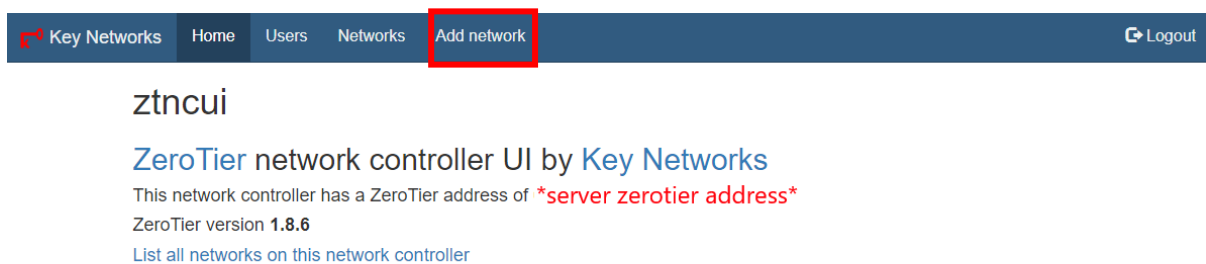 Key Networks Home Users Networks Add network Logout
ztncui
ZeroTier network controller UI by Key Networks
This network controller has a ZeroTier address of *server zerotier address*
ZeroTier version 1.8.6
List all networks on this network controller